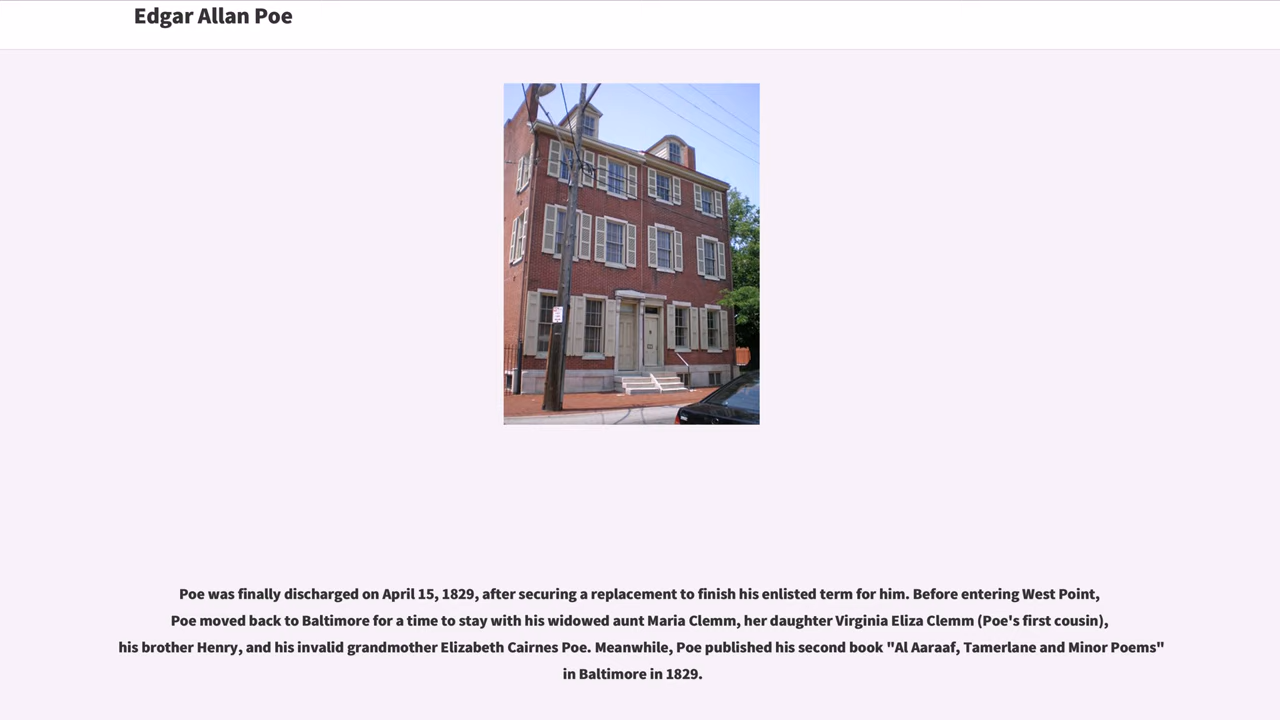 Edgar Allan Poe
Poe was finally discharged on April 15, 1829, after securing a replacement to finish his enlisted term for him. Before entering West Point,
Poe moved back to Baltimore for a time to stay with his widowed aunt Maria Clemm, her daughter Virginia Eliza Clemm (Poe's first cousin),
his brother Henry, and his invalid grandmother Elizabeth Cairnes Poe. Meanwhile, Poe published his second book "Al Aaraaf, Tamerlane and Minor Poems"
in Baltimore in 1829.